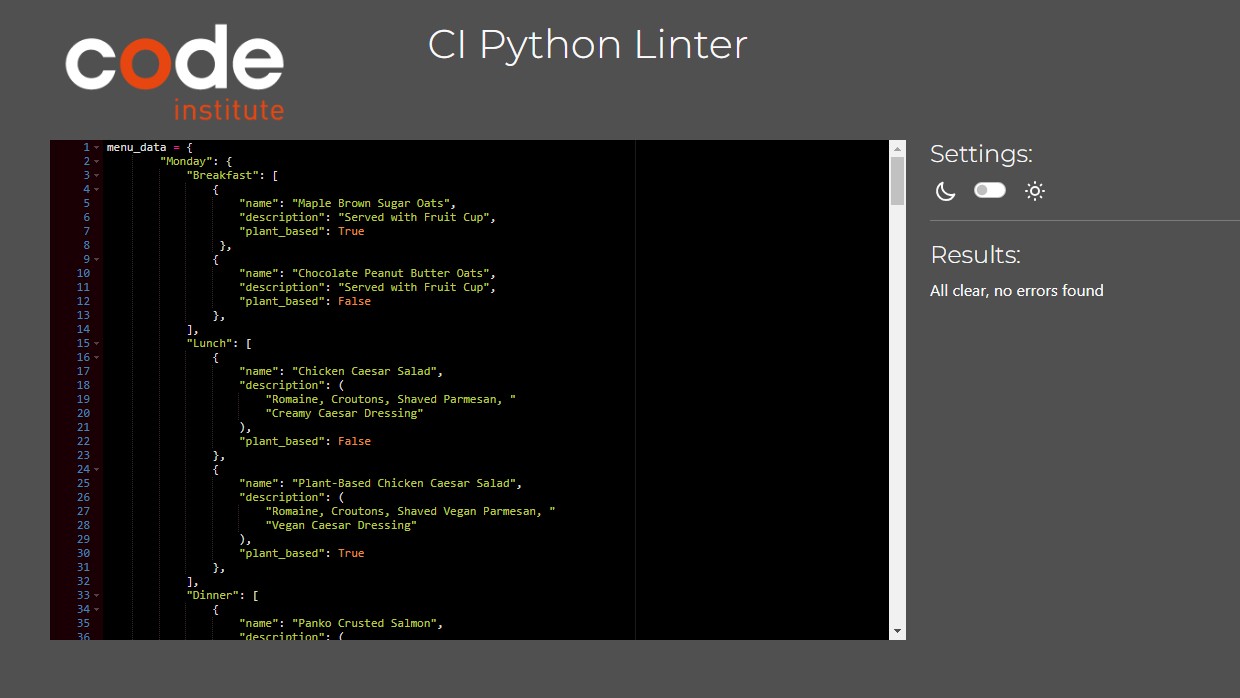 code
institute
CI Python Linter
1 menu_data = {
2 "Monday": {
3 "Breakfast": [
4 {
5 "name": "Maple Brown Sugar Oats",
6 "description": "Served with Fruit Cup",
7 "plant_based": True
8 },
9 {
10 "name": "Chocolate Peanut Butter Oats",
11 "description": "Served with Fruit Cup",
12 "plant_based": False
13 },
14 ],
15 "Lunch": [
16 {
17 "name": "Chicken Caesar Salad",
18 "description": (
19 "Romaine, Croutons, Shaved Parmesan, "
20 "Creamy Caesar Dressing"
21 ),
22 "plant_based": False
23 },
24 {
25 "name": "Plant-Based Chicken Caesar Salad",
26 "description": (
27 "Romaine, Croutons, Shaved Vegan Parmesan, "
28 "Vegan Caesar Dressing"
29 ),
30 "plant_based": True
31 },
32 ],
33 "Dinner": [
34 {
35 "name": "Panko Crusted Salmon",
36 "description": (
Settings:
Results:
All clear, no errors found